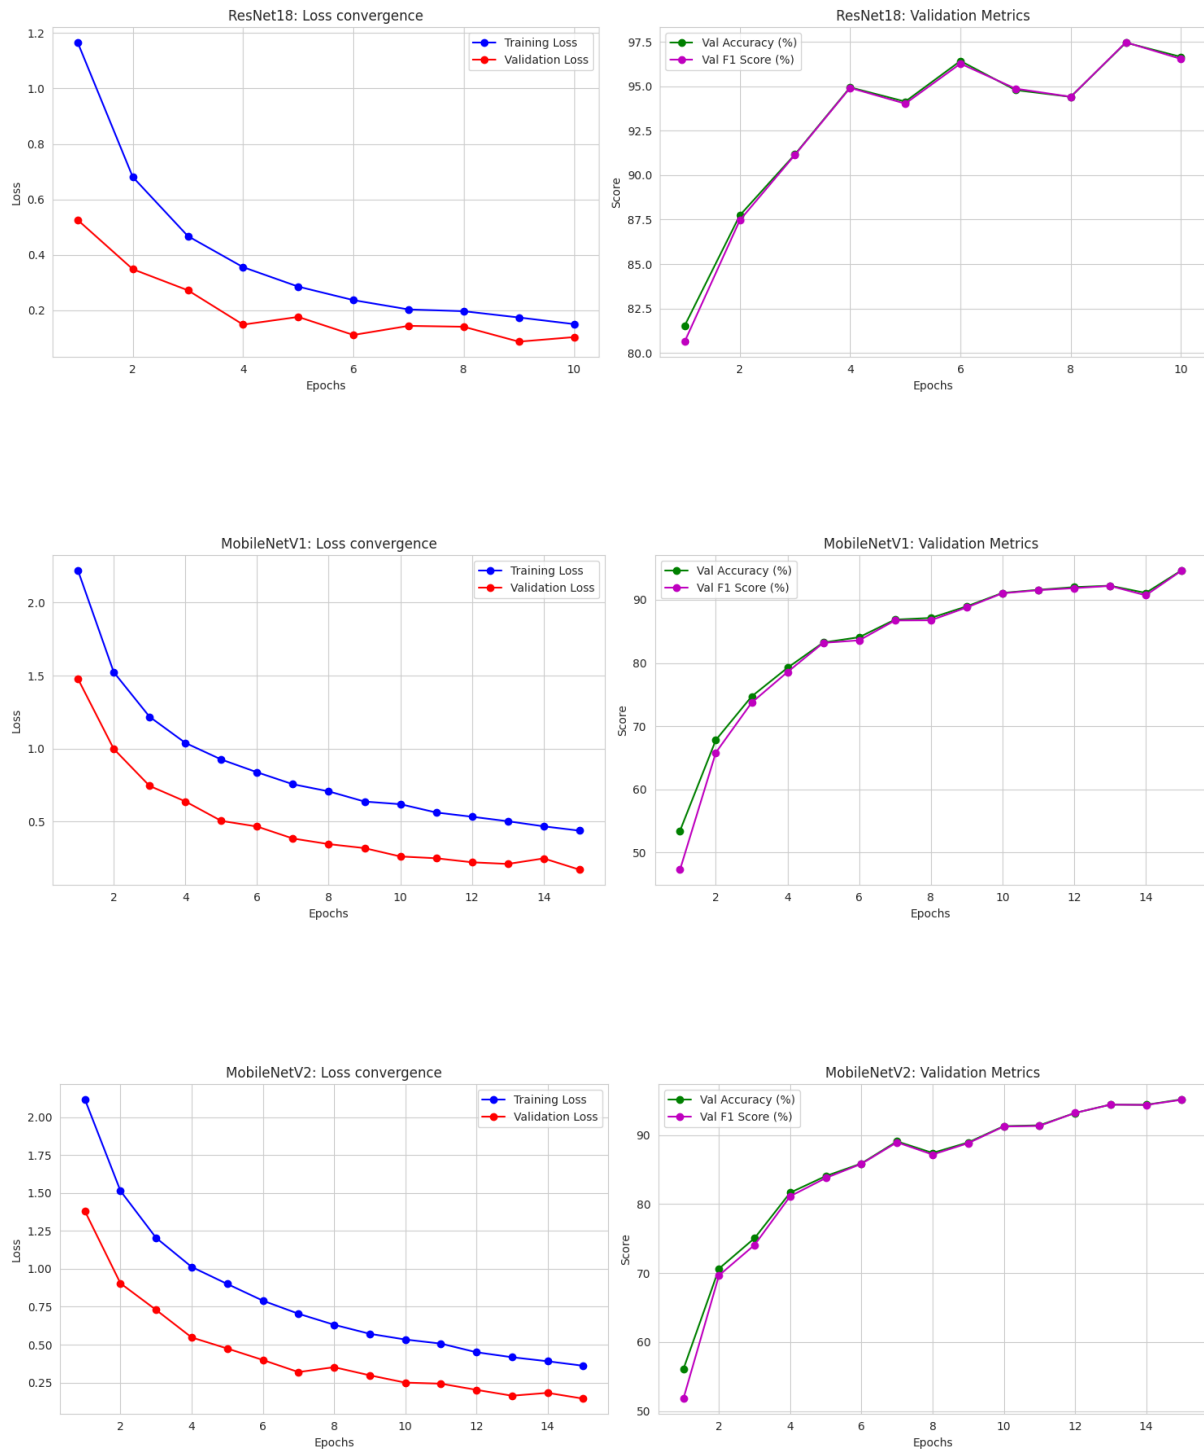 ResNet18: Loss convergence
Training Loss
Validation Loss
1.2
1.0
0.8
0.6
0.4
0.2
Loss
2 4 6 8 10
Epochs
ResNet18: Validation Metrics
Val Accuracy (%)
Val F1 Score (%)
97.5
95.0
92.5
90.0
87.5
85.0
82.5
80.0
Score
2 4 6 8 10
Epochs
MobileNetV1: Loss convergence
Training Loss
Validation Loss
2.0
1.5
1.0
0.5
Loss
2 4 6 8 10 12 14
Epochs
MobileNetV1: Validation Metrics
Val Accuracy (%)
Val F1 Score (%)
90
80
70
60
50
Score
2 4 6 8 10 12 14
Epochs
MobileNetV2: Loss convergence
Training Loss
Validation Loss
2.00
1.75
1.50
1.25
1.00
0.75
0.50
0.25
Loss
2 4 6 8 10 12 14
Epochs
MobileNetV2: Validation Metrics
Val Accuracy (%)
Val F1 Score (%)
90
80
70
60
50
Score
2 4 6 8 10 12 14
Epochs